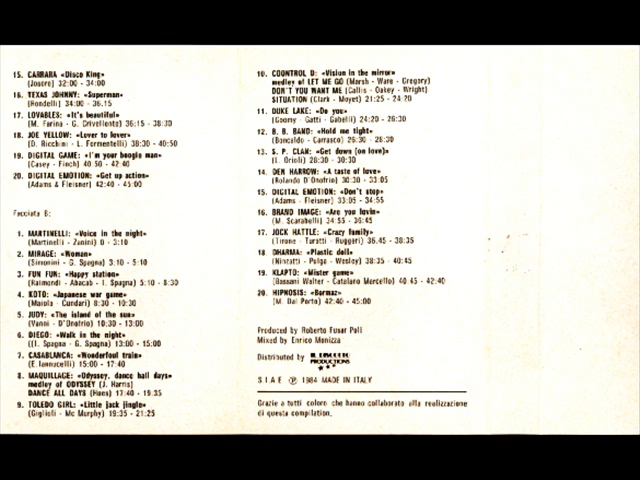 15. CARRARA «Disco King»
(Josore) 32:00 - 34:00
16. TEXAS JOHNNY: «Superman»
(Rondelli) 34:00 - 36.15
17. LOVABLES: «It's beautiful»
(M. Farina - G. Crivellente) 36:15 - 38:30
18. JOE YELLOW: «Lover to lover»
(D. Ricchini - L. Formentelli) 38:30 - 40:50
19. DIGITAL GAME: «I'm your boogie man»
(Casey - Finch) 40:50 - 42:40
20. DIGITAL EMOTION: «Get up action»
(Adams & Fleisner) 42:40 - 45:00
Facciata B:
1. MARTINELLI: «Voice in the night»
(Martinelli - Zanini) 0 - 3:10
2. MIRAGE: «Woman»
(Simonini - G. Spagna) 3:10 - 5:10
3. FUN FUN: «Happy station»
(Raimondi - Abacab - I. Spagna) 5:10 - 8:30
4. KOTO: «Japanese war game»
(Maiola - Cundari) 8:30 - 10:30
5. JUDY: «The island of the sun»
(Vanni - D'Onofrio) 10:30 - 13:00
6. DIEGO: «Walk in the night»
((I. Spagna - G. Spagna) 13:00 - 15:00
7. CASABLANCA: «Wonderfoul train»
(E.Iannucelli) 15:00 - 17:40
8. MAQUILLAGE: «Odyssey, dance hall days»
medley of ODYSSEY (J. Harris)
DANCE ALL DAYS (Hues) 17:40 - 19:35
9. TOLEDO GIRL: «Little jack jingle»
(Giglioli - Mc Murphy) 19:35 - 21:25
10. COONTROL D: «Vision in the mirror»
medley of LET ME GO (Marsh - Ware - Gregory)
DON'T YOU WANT ME (Callis - Oakey - Wright)
SITUATION (Clark - Moyet) 21:25 - 24:20
11. DUKE LAKE: «Do you»
(Goomy - Gatti - Gabelli) 24:20 - 26:30
12. B. B. BAND: «Hold me tight»
(Boncaldo - Carrasco) 26:30 - 28:30
13. S. P. CLAN: «Get down (on love)»
(L. Orioli) 28:30 - 30:30
14. DEN HARROW: «A taste of love»
(Rolando D'Onofrio) 30:30 - 33:05
15. DIGITAL EMOTION: «Don't stop»
(Adams - Fleisner) 33:05 - 34:55
16. BRAND IMAGE: «Are you lovin»
(M. Scarabelli) 34:55 - 36:45
17. JOCK HATTLE: «Crazy family»
(Tirone - Turatti - Ruggeri) 36.45 - 38:35
18. DHARMA: «Plastic doll»
(Ninzatti - Pulga - Wesley) 38:35 - 40:45
19. KLAPTO: «Mister game»
(Bassani Walter - Catalano Marcello) 40:45 - 42:40
20. HIPNOSIS: «Bormaz»
(M. Dal Porto) 42:40 - 45:00
Produced by Roberto Fusar Poli
Mixed by Enrico Monizza
Distributed by IL DISCOTTO
PRODUCTIONS
S I A E Ⓟ 1984 MADE IN ITALY
Grazie a tutti coloro che hanno collaborato alla realizzazione
di questa compilation.